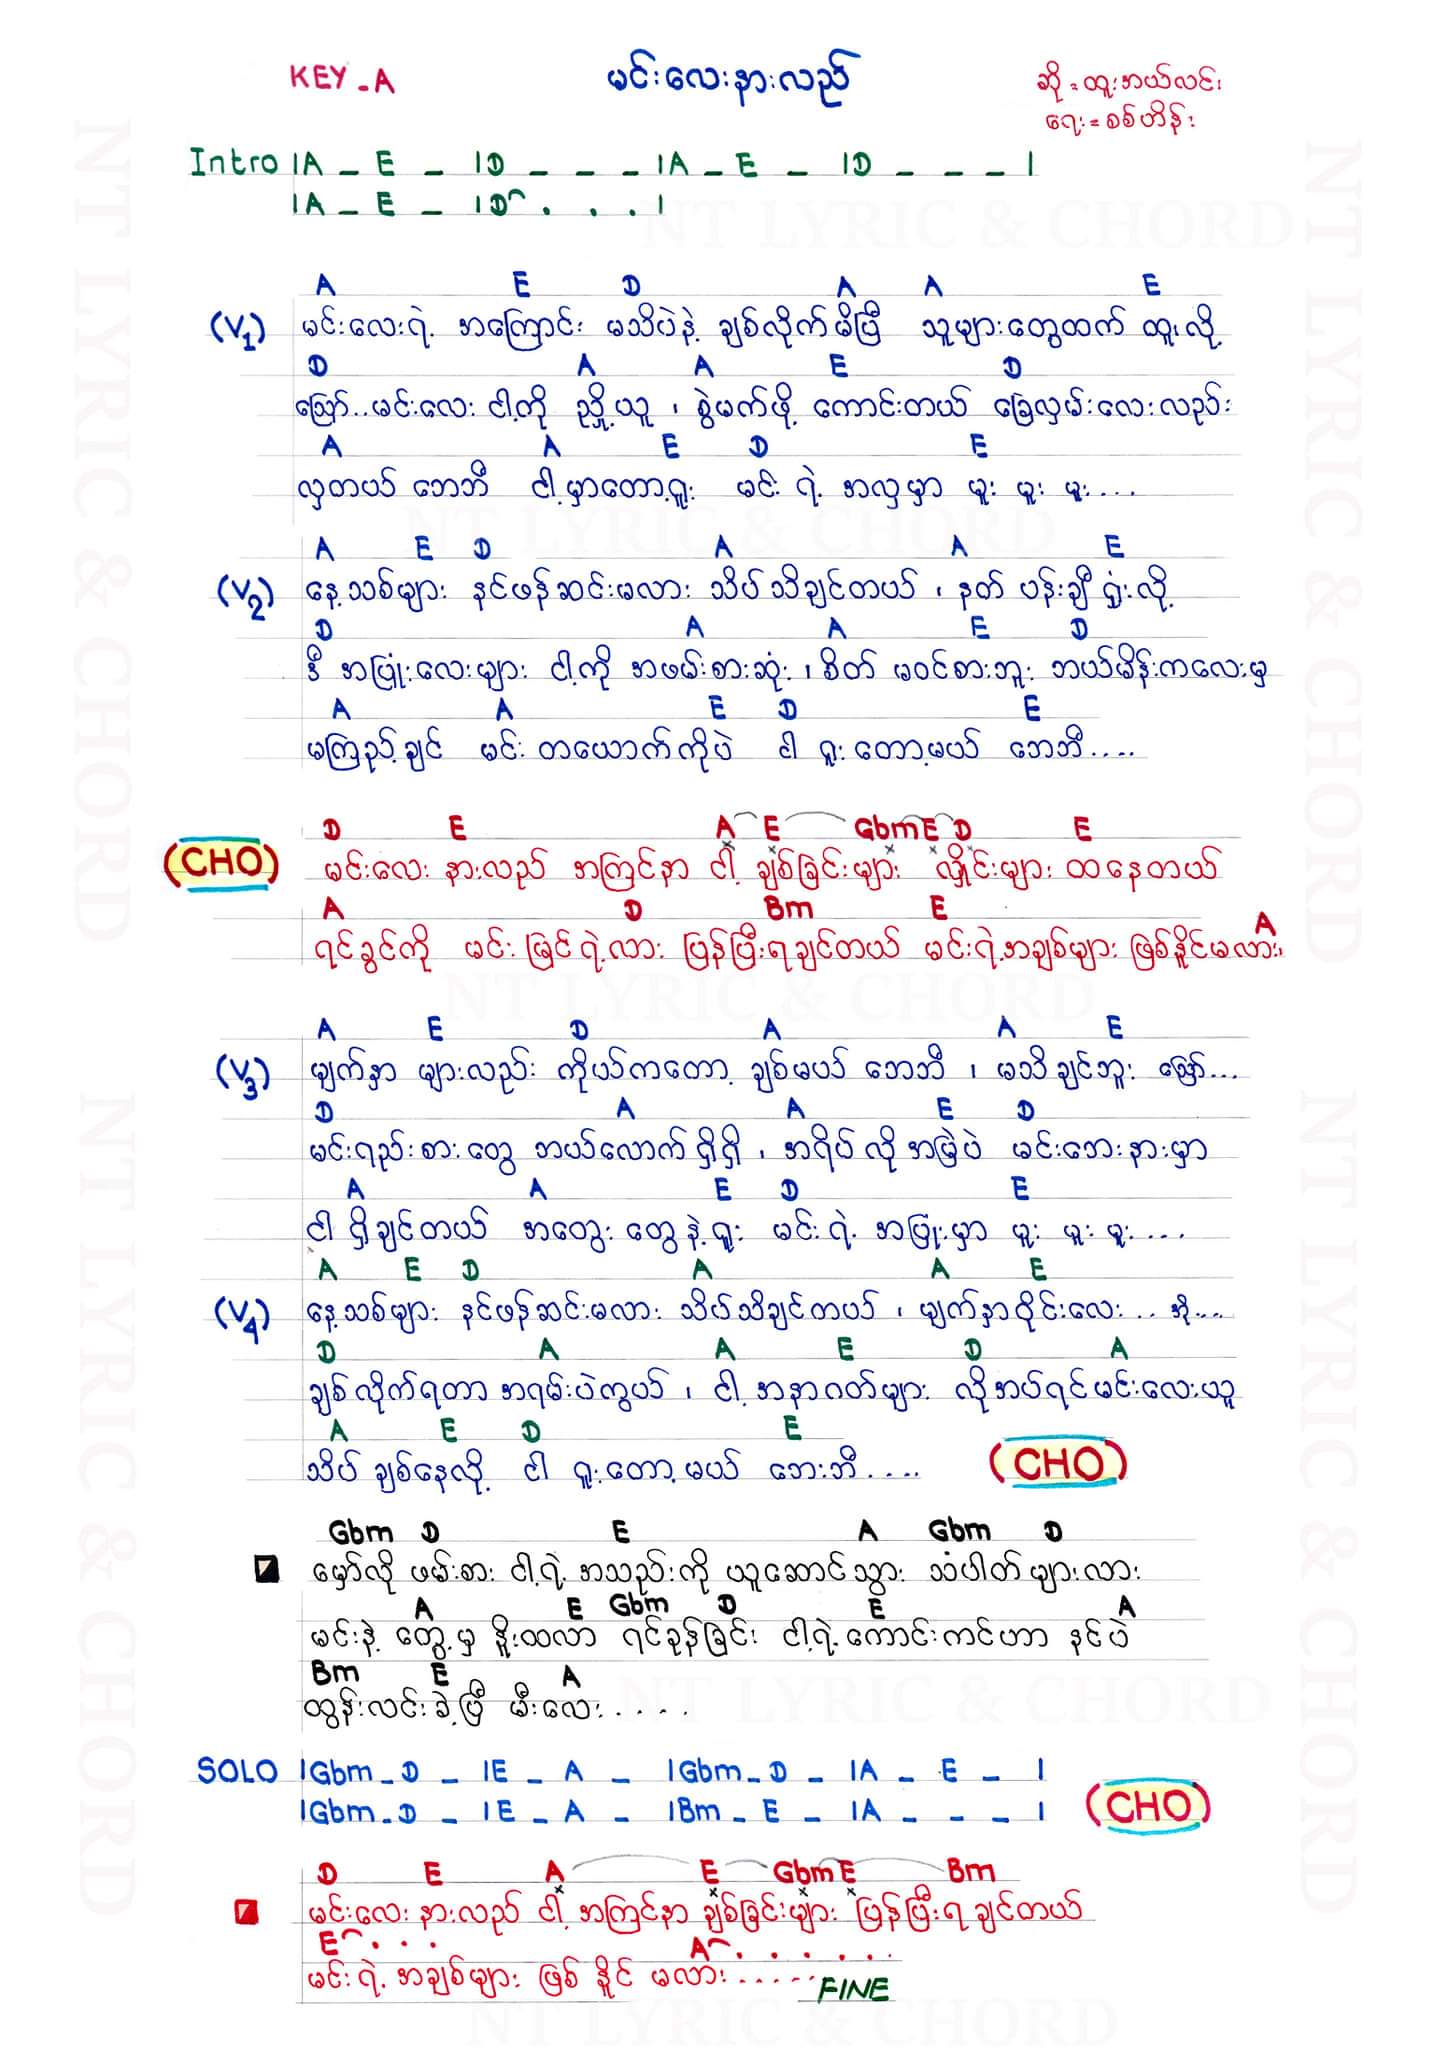 KEY - A
မင်းလေးနားလည်
ဆို = ထူးအယ်လင်း
ရေး = စစ်ဟိန်း
Intro |A _ E _ |D _ _ _ |A _ E _ |D _ _ _ |
|A _ E _ |D . . . |
A E D A A E
(V1) မင်းလေးရဲ့ အကြောင်း မသိပဲနဲ့ ချစ်လိုက်မိပြီ သူများတွေထက် ထူးလို့
D A A E D
သြော်..မင်းလေး ငါ့ကို ညှို့ယူ ၊ စွဲမက်ဖို့ ကောင်းတယ် ခြေလှမ်းလေးလည်း
A A E D E
လှတယ် ဘေဘီ ငါ့မှာတော့ရူး မင်း ရဲ့ အလှမှာ မူး မူး မူး....
A E D A A E
(V2) နေ့သစ်များ နင်ဖန်ဆင်းမလား သိပ်သိချင်တယ် ၊ နတ် ပန်းချီ ရှုံးလို့
D A A E D
ဒီ အပြုံးလေးများ ငါ့ကို အဖမ်းစားဆုံး ၊ စိတ် မဝင်စားဘူး ဘယ်မိန်းကလေးမှ
A A E D E
မကြည့်ချင် မင်း တယောက်ကိုပဲ ငါ ရူးတော့မယ် ဘေဘီ....
D E A E Gbm E D E
(CHO) မင်းလေး နားလည် အကြင်နာ ငါ့ ချစ်ခြင်းများ လှိုင်းများ ထနေတယ်
A D Bm E A
ရင်ခွင်ကို မင်းမြင်ရဲ့လား ပြန်ပြီးရချင်တယ် မင်းရဲ့အချစ်များ ဖြစ်နိုင်မလား
A E D A A E
(V3) မျက်နှာ များလည်း ကိုယ်ကတော့ ချစ်မယ် ဘေဘီ ၊ မသိချင်ဘူး သြော်...
D A A E D
မင်းရည်းစားတွေ ဘယ်လောက်ရှိရှိ ၊ အရိပ်လို အမြဲပဲ မင်းဘေးနားမှာ
A A E D E
ငါ ရှိချင်တယ် အတွေးတွေနဲ့ရူး မင်းရဲ့ အပြုံးမှာ မူး မူး မူး....
A E D A A E
(V4) နေ့သစ်များ နင်ဖန်ဆင်းမလား သိပ်သိချင်တယ် ၊ မျက်နှာဝိုင်းလေး ..
D A A E D A
ချစ်လိုက်ရတာ အရမ်းပဲကွယ် ၊ ငါ့အနာဂတ်များ လိုအပ်ရင်မင်းလေးယူ
A E D E
သိပ်ချစ်နေလို့ ငါ ရူးတော့မယ် ဘေးဘီ.... (CHO)
Gbm D E A Gbm D
မှော်လိုဖမ်းစား ငါ့ရဲ့ အသည်းကို ယူဆောင်သွား သံပါတ်များလား
A E Gbm D E A
မင်းနဲ့ တွေ့မှ နိူးထလာ ရင်ခုန်ခြင်း ငါ့ရဲ့ကောင်းကင်ဟာ နင်ပဲ
Bm E A
ထွန်းလင်းခဲ့ပြီ မီးလေး.....
SOLO |Gbm _ D _ |E _ A _ |Gbm _ D _ |A _ E _ |
|Gbm _ D _ |E _ A _ |Bm _ E _ |A _ _ _ | (CHO)
D E A E Gbm E Bm
မင်းလေးနားလည် ငါ့ အကြင်နာ ချစ်ခြင်းများ ပြန်ပြီးရချင်တယ်
E . . . A . . . . . .
မင်းရဲ့အချစ်များ ဖြစ်နိုင် မလား......
FINE
NT LYRIC & CHORD